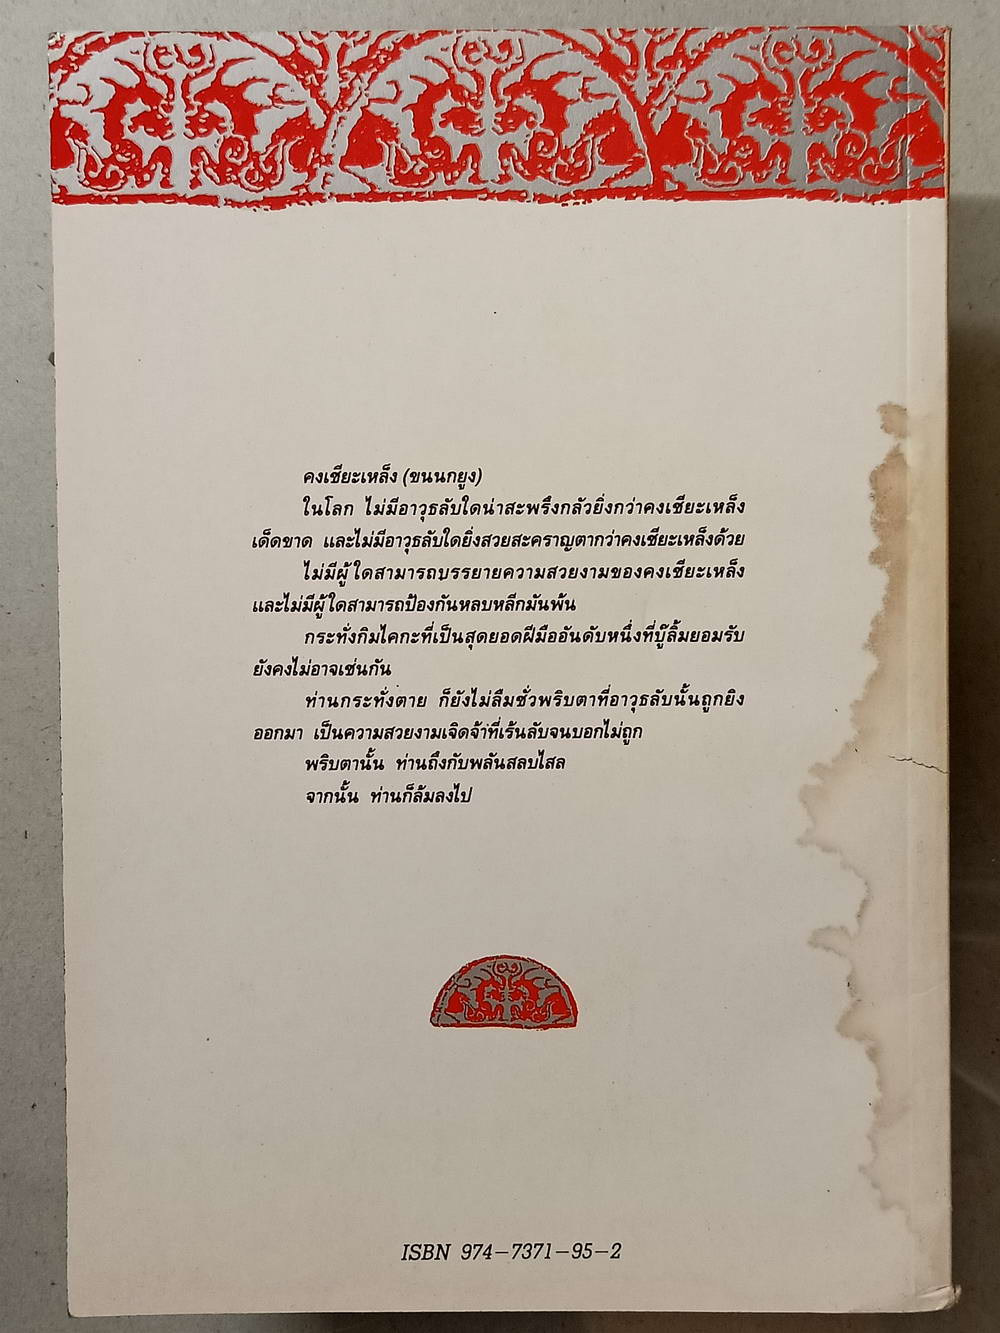 คงเชียะเหล็ง (ขนนกยูง)
ในโลก ไม่มีอาวุธลับใดน่าสะพรึงกลัวยิ่งกว่าคงเชียะเหล็ง
เด็ดขาด และไม่มีอาวุธลับใดยิ่งสวยสะคราญตากว่าคงเชียะเหล็งด้วย
ไม่มีผู้ใดสามารถบรรยายความสวยงามของคงเชียะเหล็ง
และไม่มีผู้ใดสามารถป้องกันหลบหลีกมันพ้น
กระทั่งกิมไคกะที่เป็นสุดยอดฝีมืออันดับหนึ่งที่บู๊ลิ้มยอมรับ
ยังคงไม่อาจเช่นกัน
ท่านกระทั่งตาย ก็ยังไม่ลืมชั่วพริบตาที่อาวุธลับนั้นถูกยิง
ออกมา เป็นความสวยงามเจิดจ้าที่เร้นลับจนบอกไม่ถูก
พริบตานั้น ท่านถึงกับพลันสลบไสล
จากนั้น ท่านก็ล้มลงไป
ISBN 974-7371-95-2